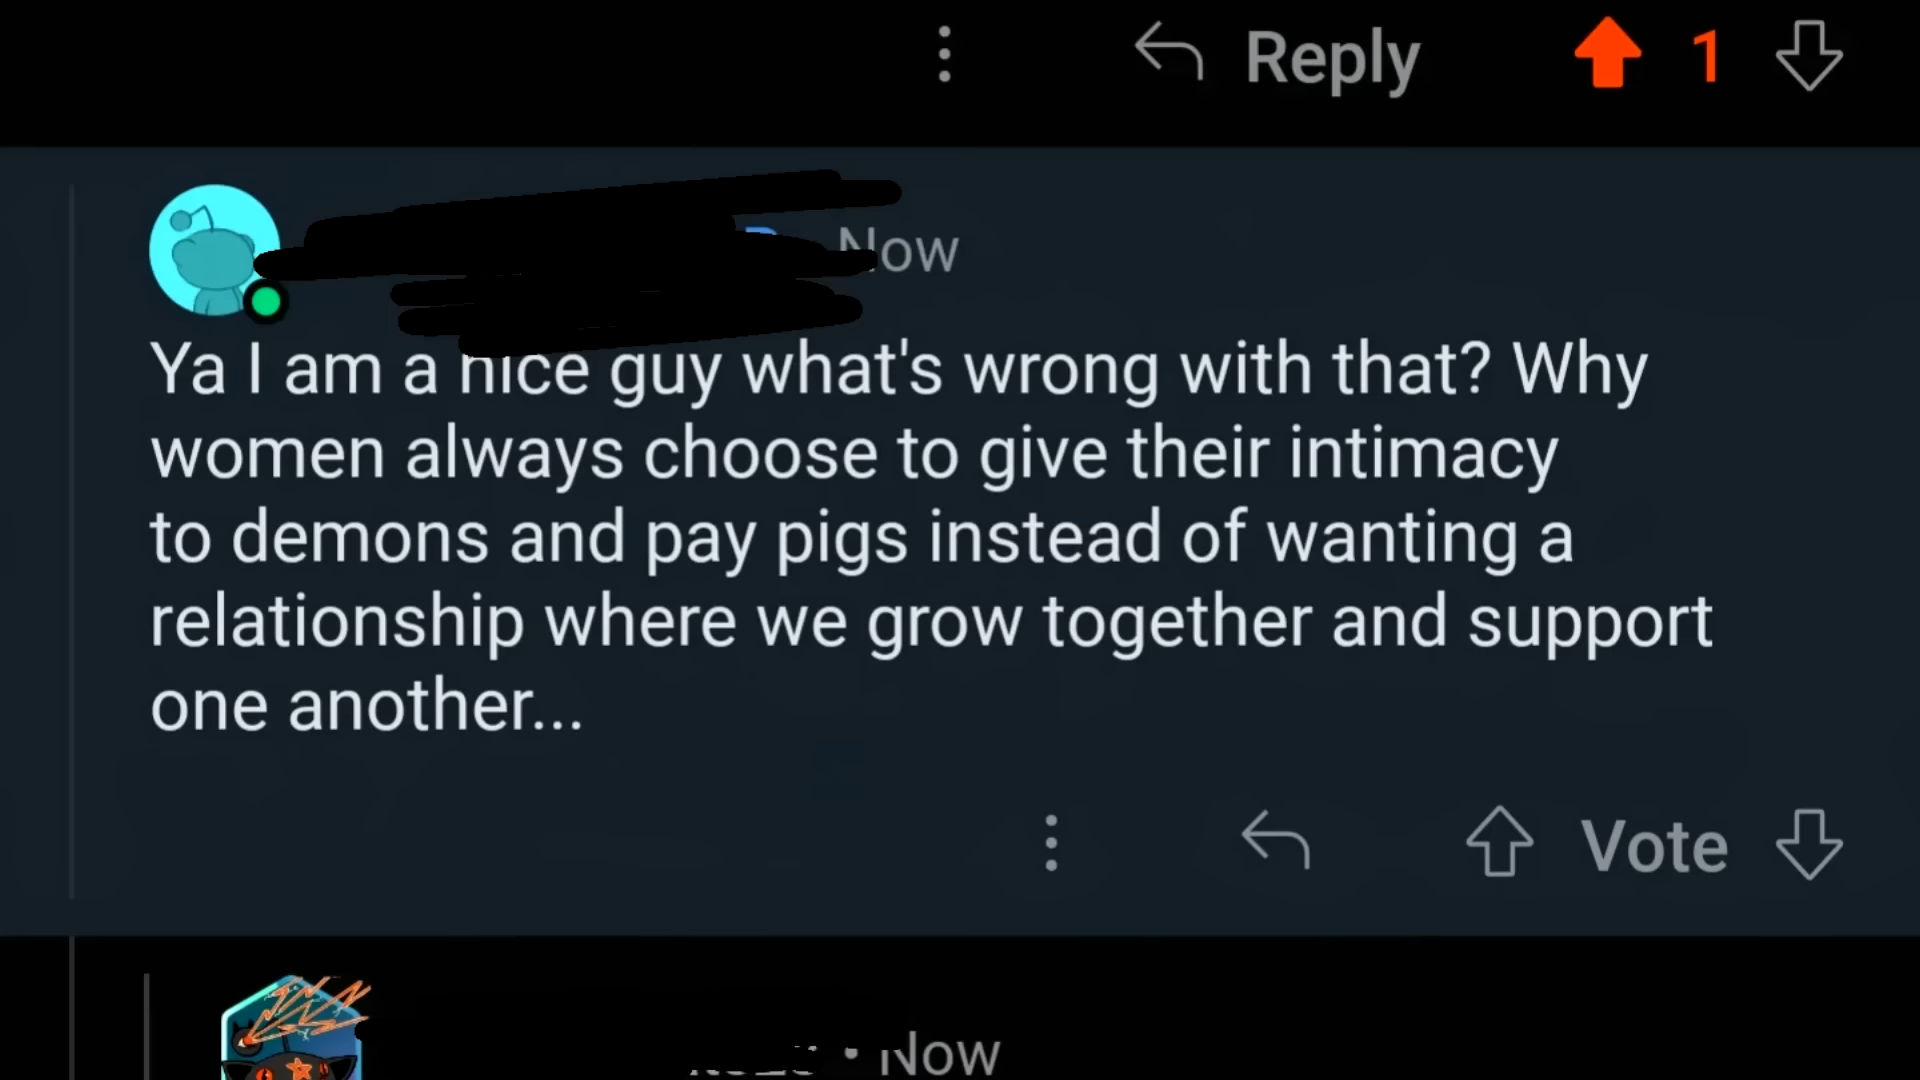 Reply 1
Now
Ya I am a nice guy what's wrong with that? Why
women always choose to give their intimacy
to demons and pay pigs instead of wanting a
relationship where we grow together and support
one another...
Vote
• Now